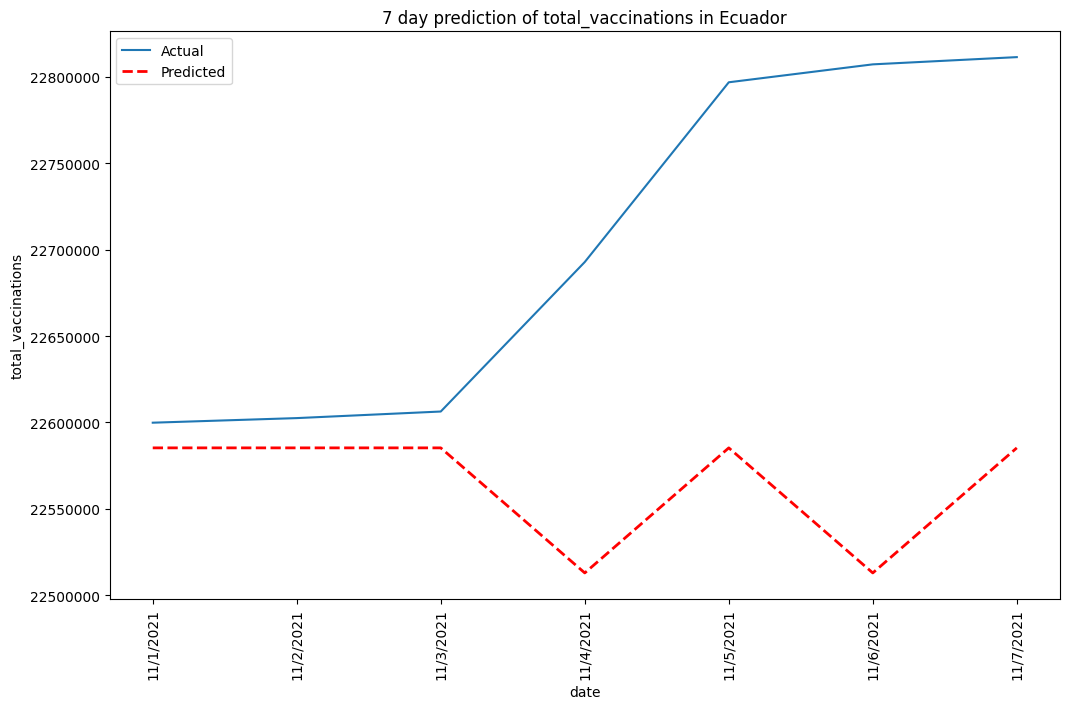 7 day prediction of total_vaccinations in Ecuador
Actual
Predicted
total_vaccinations
22800000
22750000
22700000
22650000
22600000
22550000
22500000
11/1/2021
11/2/2021
11/3/2021
11/4/2021
11/5/2021
11/6/2021
11/7/2021
date